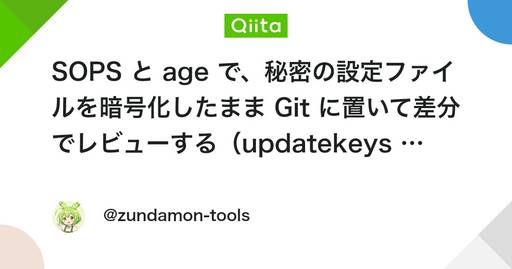 Qiita
SOPS と age で、秘密の設定ファイ
ルを暗号化したまま Git に置いて差分
でレビューする（updatekeys …
@zundamon-tools